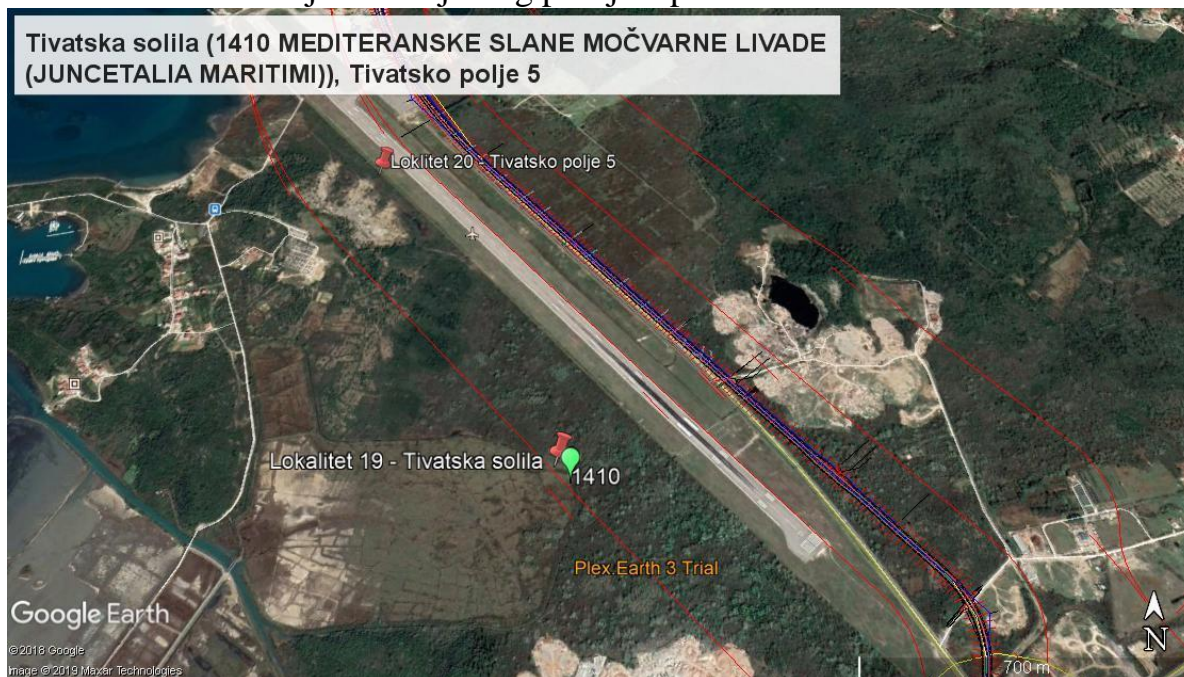 Tivatska solila (1410 MEDITERANSKE SLANE MOČVARNE LIVADE
(JUNCETALIA MARITIMI)), Tivatsko polje 5
Loklitet 20 - Tivatsko polje 5
Lokalitet 19 - Tivatska solila
1410
Plex.Earth 3 Trial
Google Earth
©2018 Google
Image © 2019 Maxar Technologies
N
700 m